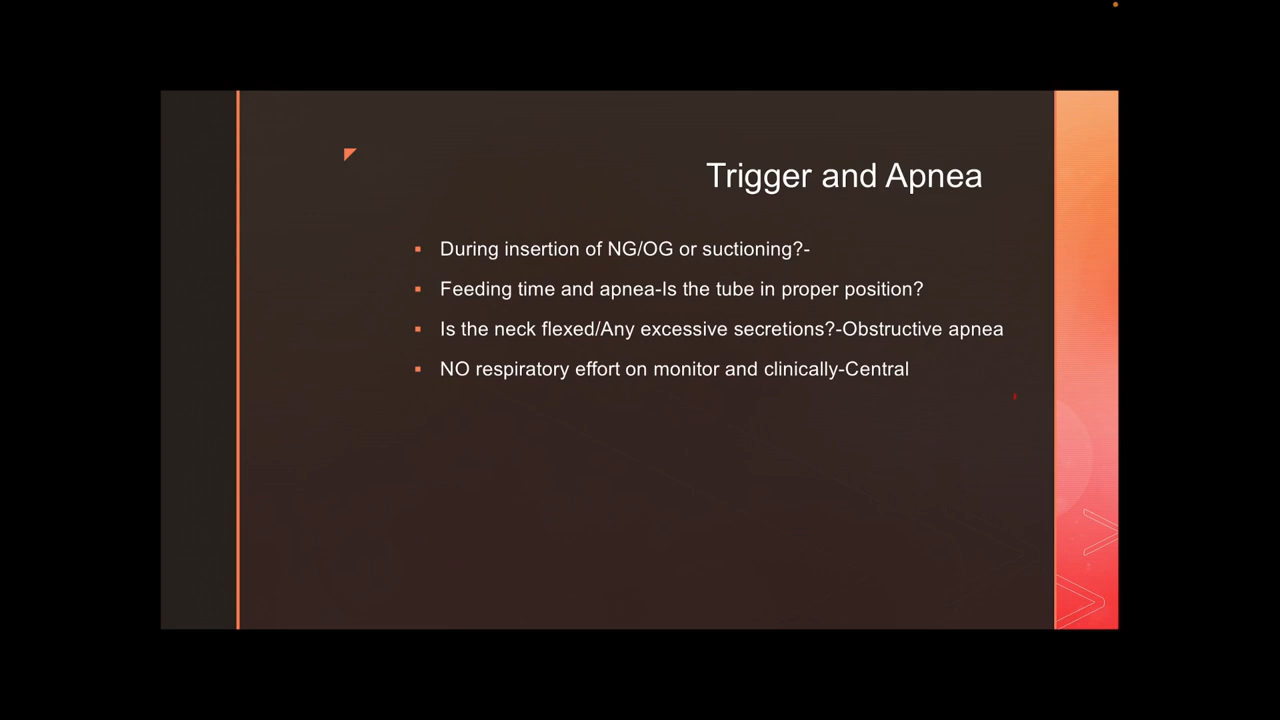 Trigger and Apnea
During insertion of NG/OG or suctioning?-
Feeding time and apnea-Is the tube in proper position?
Is the neck flexed/Any excessive secretions?-Obstructive apnea
NO respiratory effort on monitor and clinically-Central